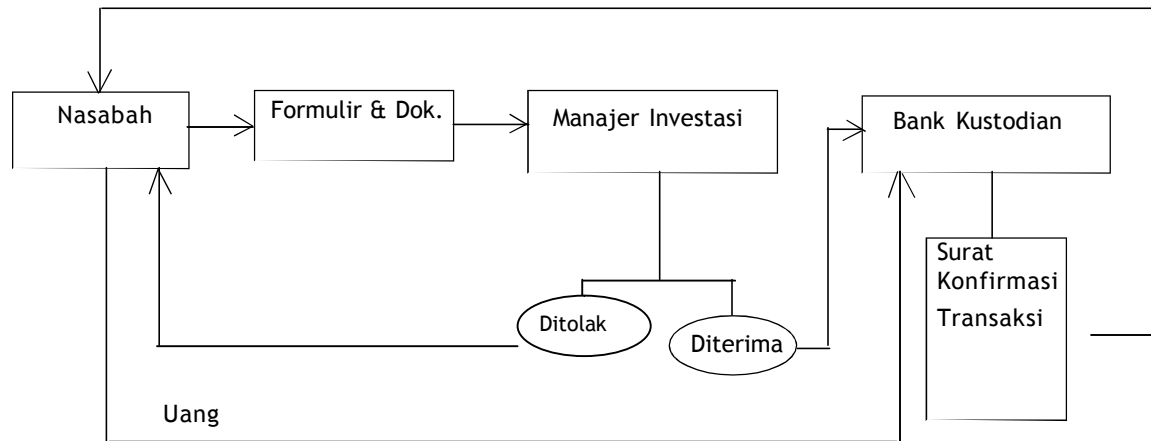 Nasabah
Formulir & Dok.
Manajer Investasi
Bank Kustodian
Surat
Konfirmasi
Transaksi
Ditolak
Diterima
Uang